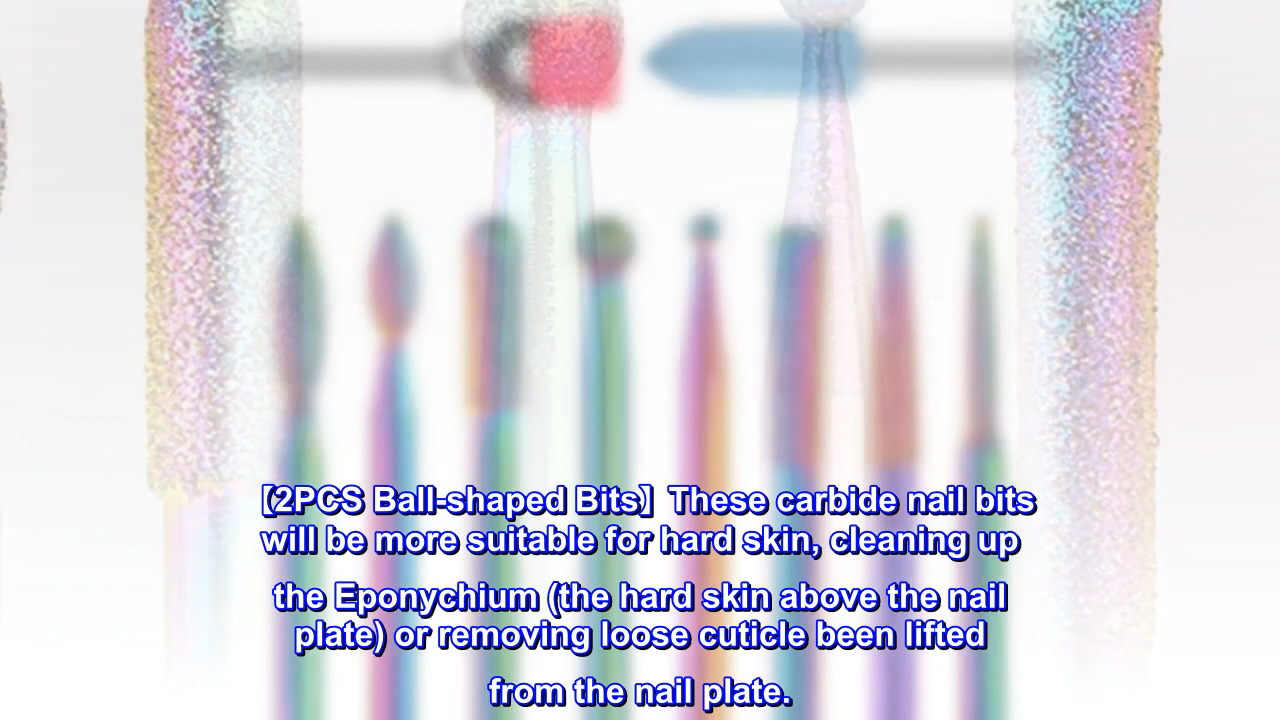 【2PCS Ball-shaped Bits】These carbide nail bits
will be more suitable for hard skin, cleaning up
the Eponychium (the hard skin above the nail
plate) or removing loose cuticle been lifted
from the nail plate.